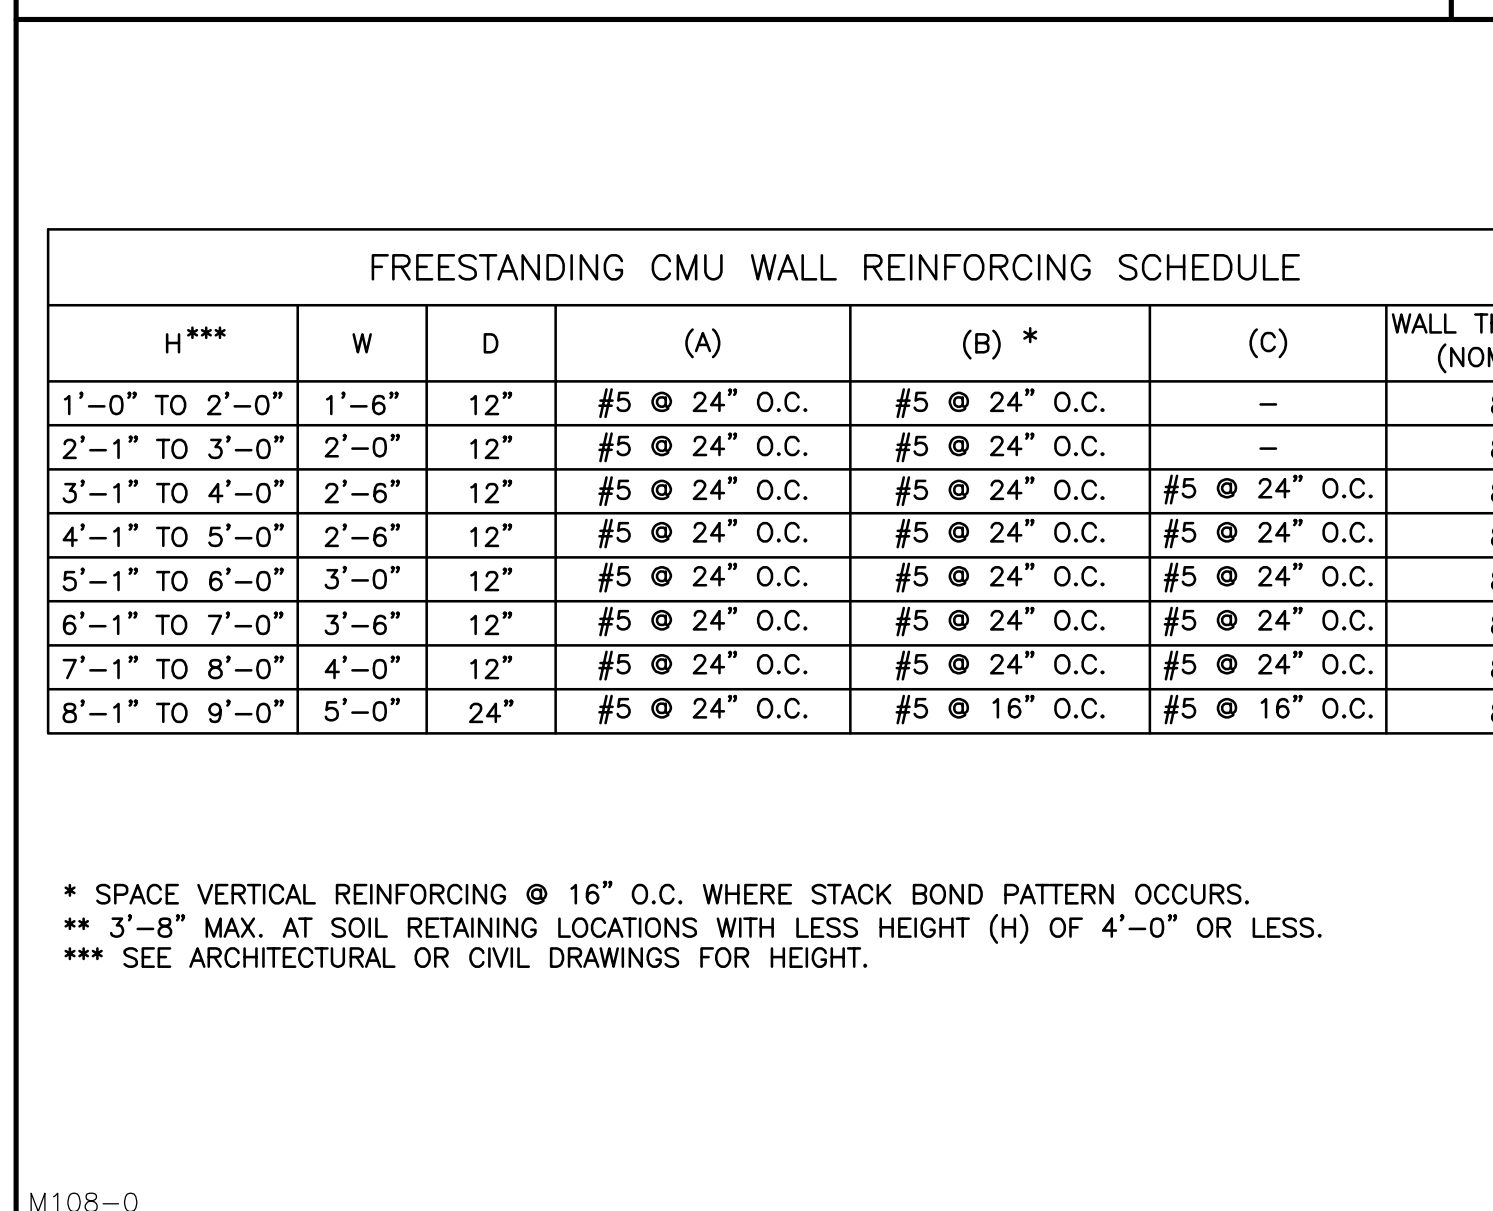 FREESTANDING CMU WALL REINFORCING SCHEDULE
H*** W D (A) (B) * (C) WALL
1'–0" TO 2'–0" 1'–6" 12" #5 @ 24" O.C. #5 @ 24" O.C. –
2'–1" TO 3'–0" 2'–0" 12" #5 @ 24" O.C. #5 @ 24" O.C. –
3'–1" TO 4'–0" 2'–6" 12" #5 @ 24" O.C. #5 @ 24" O.C. #5 @ 24" O.C.
4'–1" TO 5'–0" 2'–6" 12" #5 @ 24" O.C. #5 @ 24" O.C. #5 @ 24" O.C.
5'–1" TO 6'–0" 3'–0" 12" #5 @ 24" O.C. #5 @ 24" O.C. #5 @ 24" O.C.
6'–1" TO 7'–0" 3'–6" 12" #5 @ 24" O.C. #5 @ 24" O.C. #5 @ 24" O.C.
7'–1" TO 8'–0" 4'–0" 12" #5 @ 24" O.C. #5 @ 24" O.C. #5 @ 24" O.C.
8'–1" TO 9'–0" 5'–0" 24" #5 @ 24" O.C. #5 @ 16" O.C. #5 @ 16" O.C.
* SPACE VERTICAL REINFORCING @ 16" O.C. WHERE STACK BOND PATTERN OCCURS.
** 3'–8" MAX. AT SOIL RETAINING LOCATIONS WITH LESS HEIGHT (H) OF 4'–0" OR LESS.
*** SEE ARCHITECTURAL OR CIVIL DRAWINGS FOR HEIGHT.
M108–0